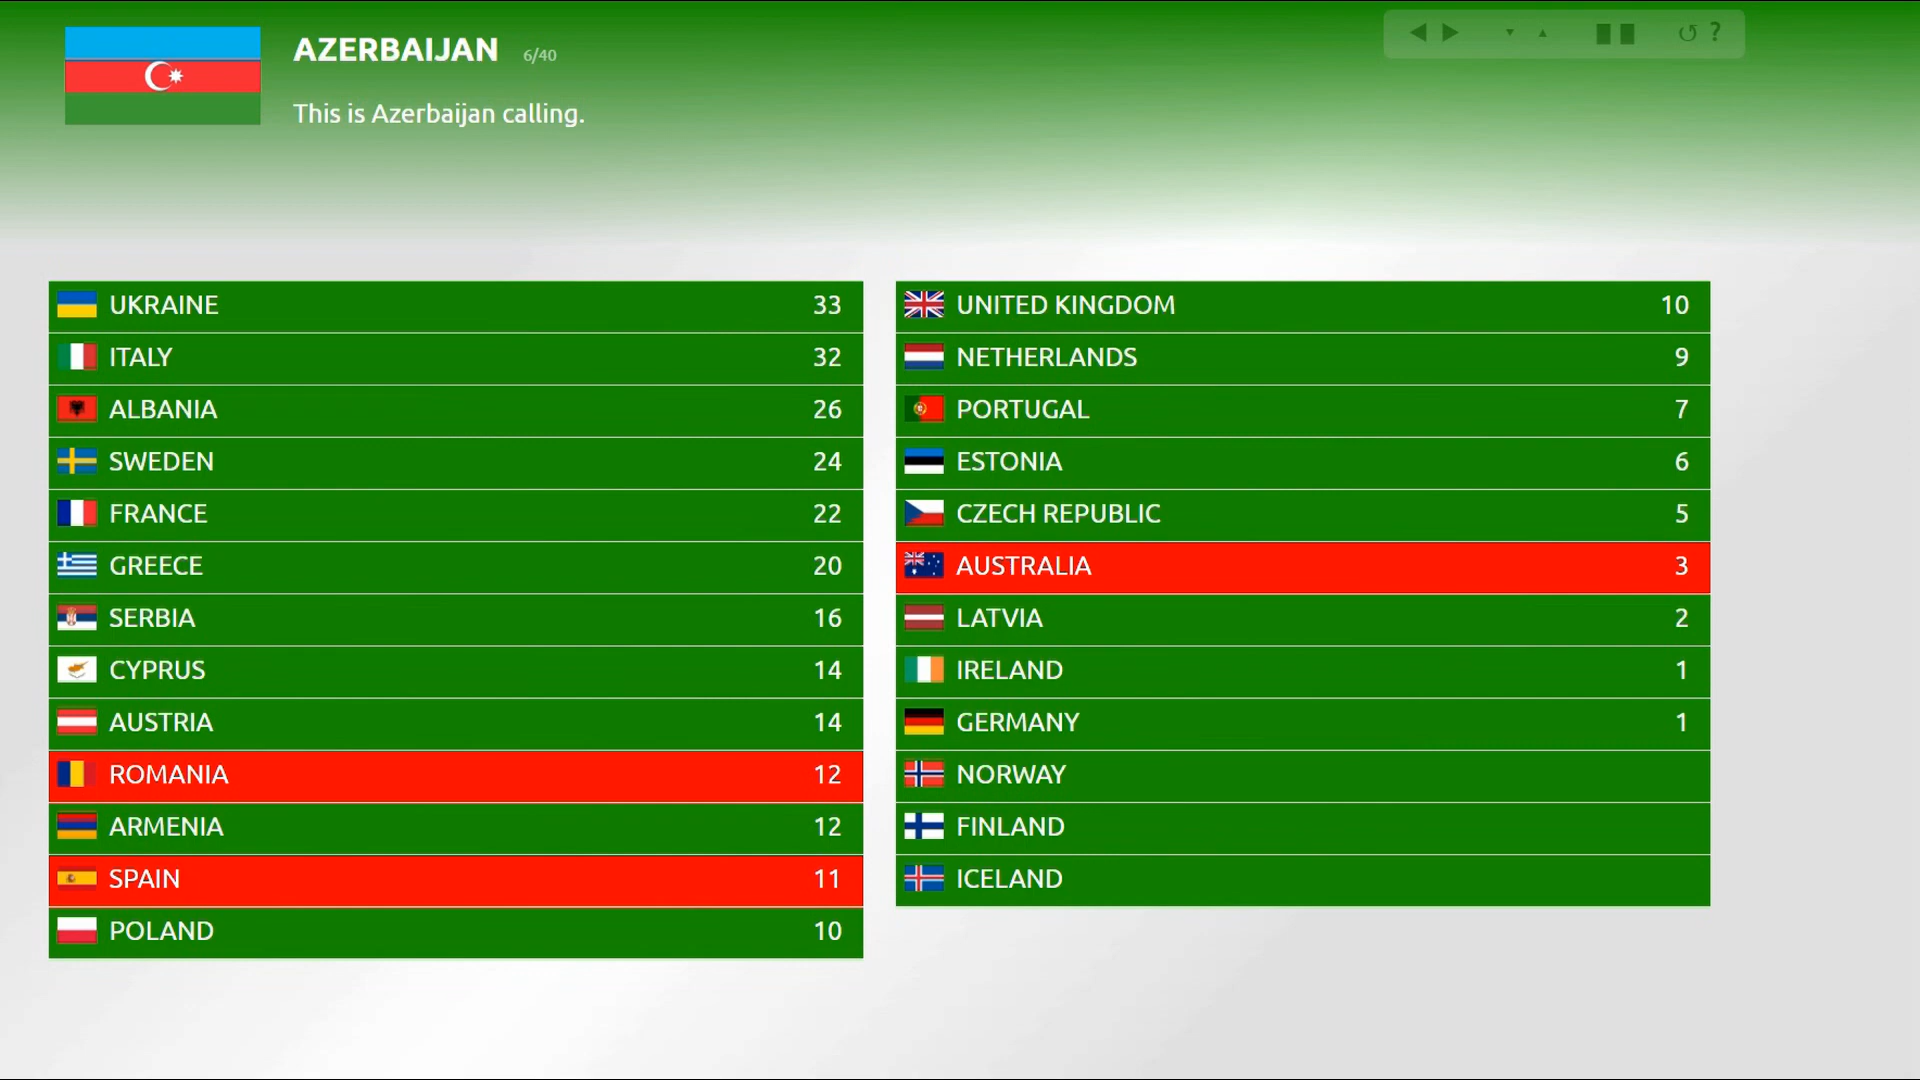 AZERBAIJAN 6/40
This is Azerbaijan calling.
?
UKRAINE 33
ITALY 32
ALBANIA 26
SWEDEN 24
FRANCE 22
GREECE 20
SERBIA 16
CYPRUS 14
AUSTRIA 14
ROMANIA 12
ARMENIA 12
SPAIN 11
POLAND 10
UNITED KINGDOM 10
NETHERLANDS 9
PORTUGAL 7
ESTONIA 6
CZECH REPUBLIC 5
AUSTRALIA 3
LATVIA 2
IRELAND 1
GERMANY 1
NORWAY
FINLAND
ICELAND